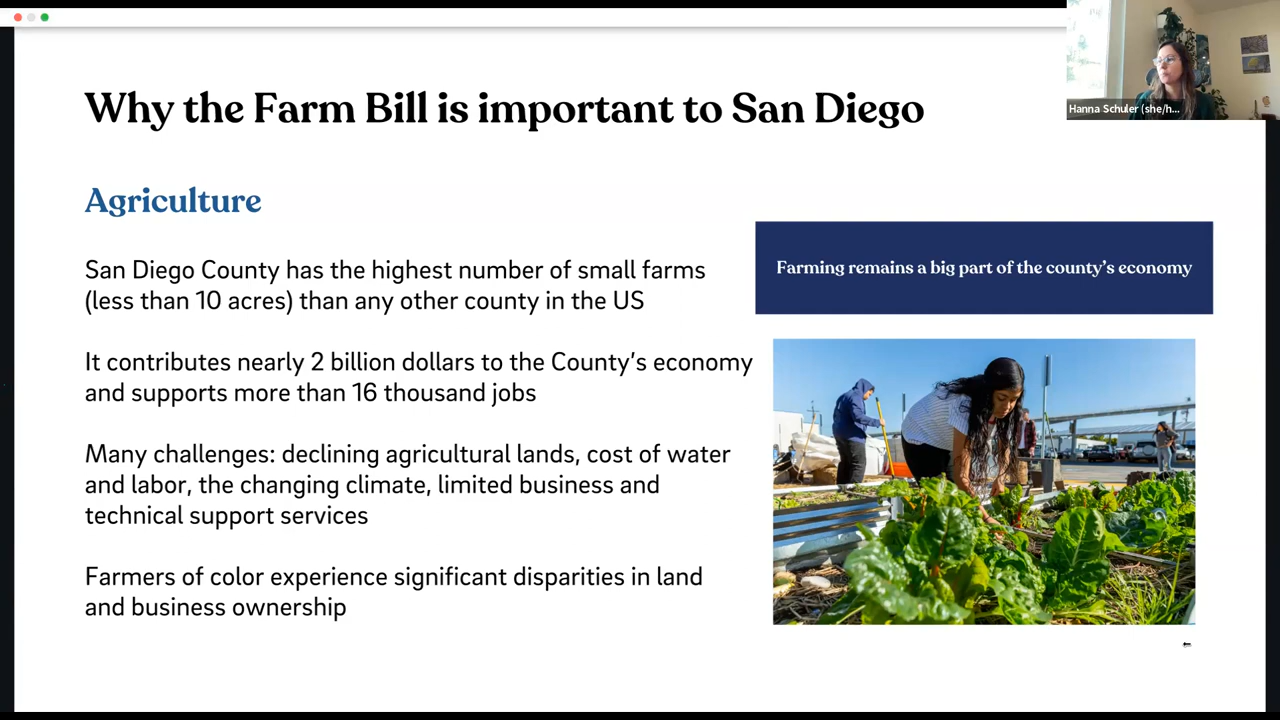 Why the Farm Bill is important to San Diego
Hanna Schuler (she/h...
Agriculture
San Diego County has the highest number of small farms
(less than 10 acres) than any other county in the US
It contributes nearly 2 billion dollars to the County's economy
and supports more than 16 thousand jobs
Many challenges: declining agricultural lands, cost of water
and labor, the changing climate, limited business and
technical support services
Farmers of color experience significant disparities in land
and business ownership
Farming remains a big part of the county's economy